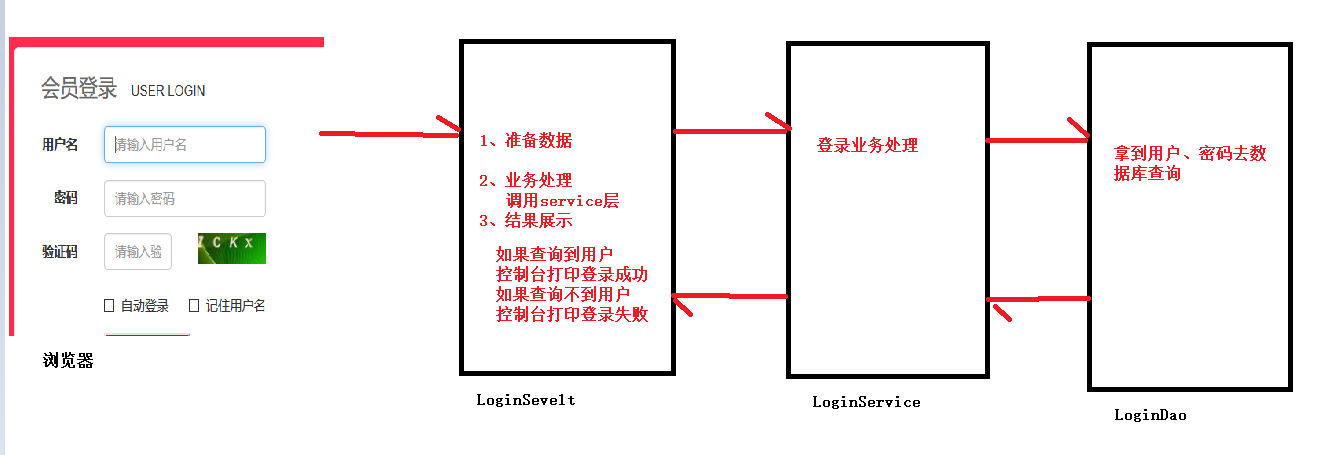 会员登录 USER LOGIN
用户名 请输入用户名
密码 请输入密码
验证码 请输入验 ICKX
自动登录 记住用户名
浏览器
1、准备数据
2、业务处理
调用service层
3、结果展示
如果查询到用户
控制台打印登录成功
如果查询不到用户
控制台打印登录失败
LoginSevelt
登录业务处理
LoginService
拿到用户、密码去数
据库查询
LoginDao